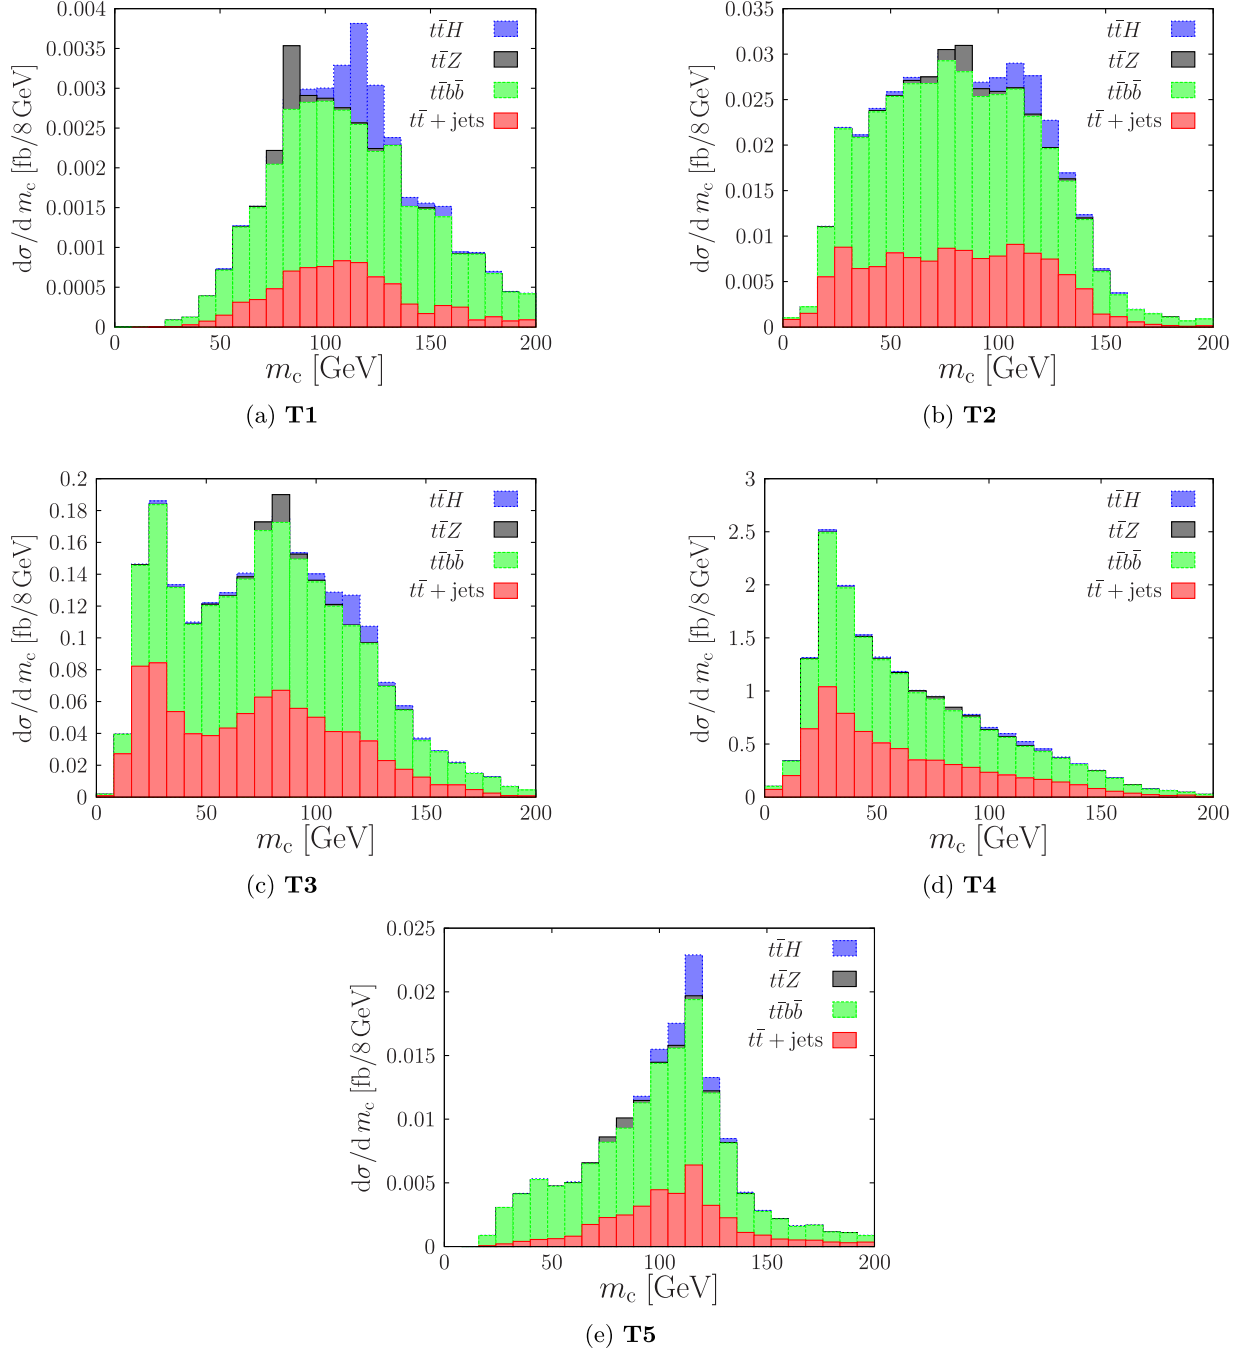 0.004
0.0035
0.003
0.0025
0.002
0.0015
0.001
0.0005
0
0 50 100 150 200
dσ/d m_c [fb/8 GeV]
m_c [GeV]
tt̄H
tt̄Z
tt̄bb̄
tt̄ + jets
(a) T1
0.035
0.03
0.025
0.02
0.015
0.01
0.005
0
0 50 100 150 200
dσ/d m_c [fb/8 GeV]
m_c [GeV]
tt̄H
tt̄Z
tt̄bb̄
tt̄ + jets
(b) T2
0.2
0.18
0.16
0.14
0.12
0.1
0.08
0.06
0.04
0.02
0
0 50 100 150 200
dσ/d m_c [fb/8 GeV]
m_c [GeV]
tt̄H
tt̄Z
tt̄bb̄
tt̄ + jets
(c) T3
3
2.5
2
1.5
1
0.5
0
0 50 100 150 200
dσ/d m_c [fb/8 GeV]
m_c [GeV]
tt̄H
tt̄Z
tt̄bb̄
tt̄ + jets
(d) T4
0.025
0.02
0.015
0.01
0.005
0
0 50 100 150 200
dσ/d m_c [fb/8 GeV]
m_c [GeV]
tt̄H
tt̄Z
tt̄bb̄
tt̄ + jets
(e) T5